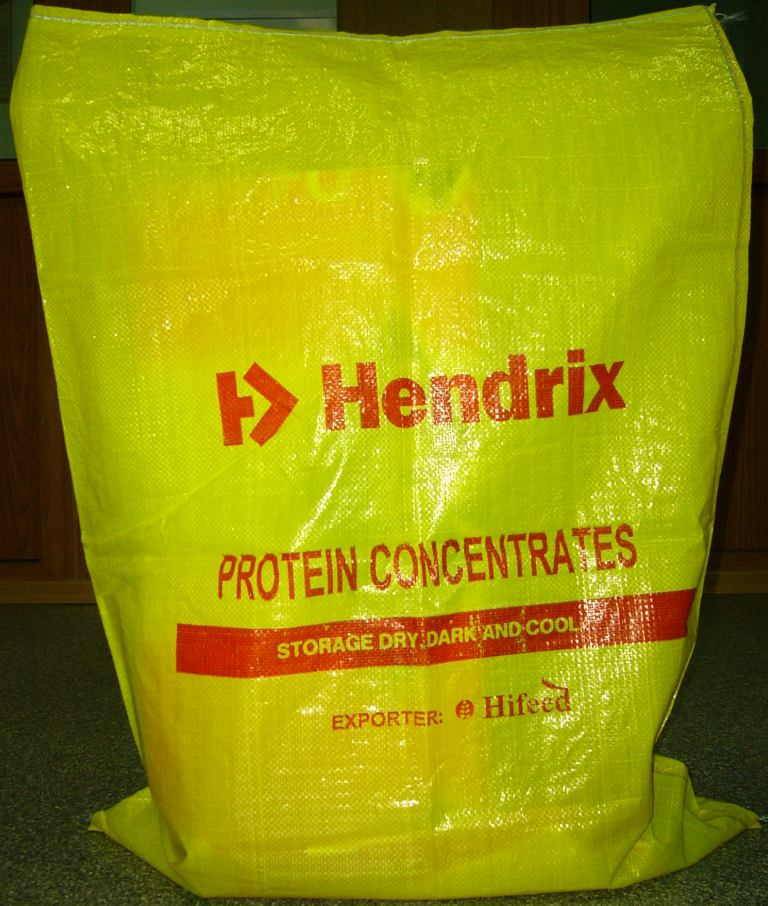 Hendrix
PROTEIN CONCENTRATES
STORAGE DRY, DARK AND COOL
EXPORTER: Hifeed